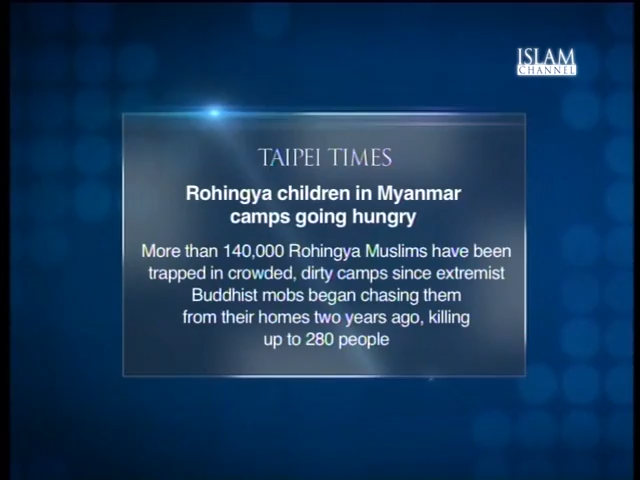 ISLAM
CHANNEL
TAIPEI TIMES
Rohingya children in Myanmar
camps going hungry
More than 140,000 Rohingya Muslims have been
trapped in crowded, dirty camps since extremist
Buddhist mobs began chasing them
from their homes two years ago, killing
up to 280 people